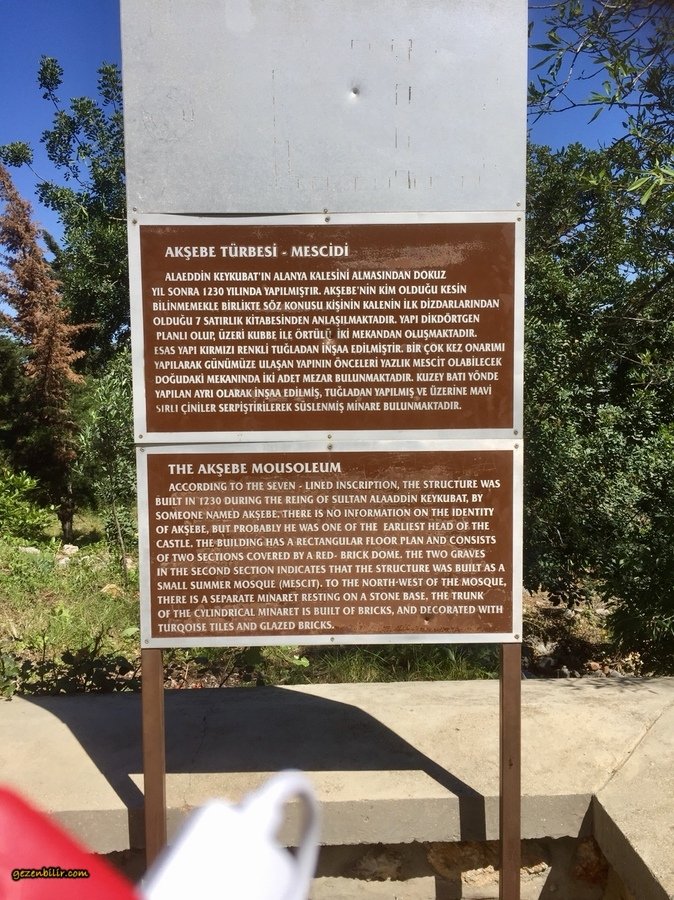 AKŞEBE TÜRBESİ - MESCİDİ
ALAEDDİN KEYKUBAT'IN ALANYA KALESİNİ ALMASINDAN DOKUZ
YIL SONRA 1230 YILINDA YAPILMIŞTIR. AKŞEBE'NİN KİM OLDUĞU KESİN
BİLİNMEMEKLE BİRLİKTE SÖZ KONUSU KİŞİNİN KALENİN İLK DİZDARLARINDAN
OLDUĞU 7 SATIRLIK KİTABESİNDEN ANLAŞILMAKTADIR. YAPI DİKDÖRTGEN
PLANLI OLUP, ÜZERİ KUBBE İLE ÖRTÜLÜ İKİ MEKANDAN OLUŞMAKTADIR.
ESAS YAPI KIRMIZI RENKLİ TUĞLADAN İNŞAA EDİLMİŞTİR. BİR ÇOK KEZ ONARIMI
YAPILARAK GÜNÜMÜZE ULAŞAN YAPININ ÖNCELERİ YAZLIK MESCİT OLABİLECEK
DOĞUDAKİ MEKANINDA İKİ ADET MEZAR BULUNMAKTADIR. KUZEY BATI YÖNDE
YAPILAN AYRI OLARAK İNŞAA EDİLMİŞ, TUĞLADAN YAPILMIŞ VE ÜZERİNE MAVİ
SIRLI ÇİNİLER SERPİŞTİRİLEREK SÜSLENMİŞ MİNARE BULUNMAKTADIR.
THE AKŞEBE MOUSOLEUM
ACCORDING TO THE SEVEN - LINED INSCRIPTION, THE STRUCTURE WAS
BUILT IN 1230 DURING THE REING OF SULTAN ALAADDİN KEYKUBAT, BY
SOMEONE NAMED AKŞEBE. THERE IS NO INFORMATION ON THE IDENTITY
OF AKŞEBE, BUT PROBABLY HE WAS ONE OF THE EARLIEST HEAD OF THE
CASTLE. THE BUILDING HAS A RECTANGULAR FLOOR PLAN AND CONSISTS
OF TWO SECTIONS COVERED BY A RED- BRICK DOME. THE TWO GRAVES
IN THE SECOND SECTION INDICATES THAT THE STRUCTURE WAS BUILT AS A
SMALL SUMMER MOSQUE (MESCİT). TO THE NORTH-WEST OF THE MOSQUE,
THERE IS A SEPARATE MINARET RESTING ON A STONE BASE. THE TRUNK
OF THE CYLINDRICAL MINARET IS BUILT OF BRICKS, AND DECORATED WITH
TURQOISE TILES AND GLAZED BRICKS.
gezenbilir.com